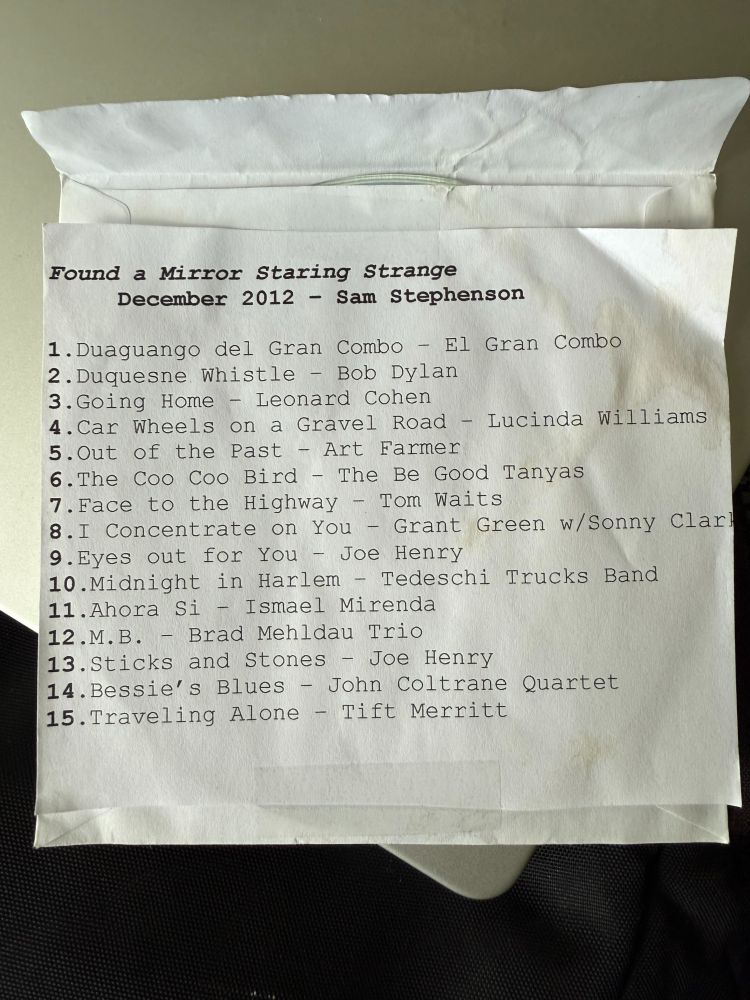 Found a Mirror Staring Strange
December 2012 – Sam Stephenson
1.Duaguango del Gran Combo – El Gran Combo
2.Duquesne Whistle – Bob Dylan
3.Going Home – Leonard Cohen
4.Car Wheels on a Gravel Road – Lucinda Williams
5.Out of the Past – Art Farmer
6.The Coo Coo Bird – The Be Good Tanyas
7.Face to the Highway – Tom Waits
8.I Concentrate on You – Grant Green w/Sonny Clark
9.Eyes out for You – Joe Henry
10.Midnight in Harlem – Tedeschi Trucks Band
11.Ahora Si – Ismael Mirenda
12.M.B. – Brad Mehldau Trio
13.Sticks and Stones – Joe Henry
14.Bessie’s Blues – John Coltrane Quartet
15.Traveling Alone – Tift Merritt